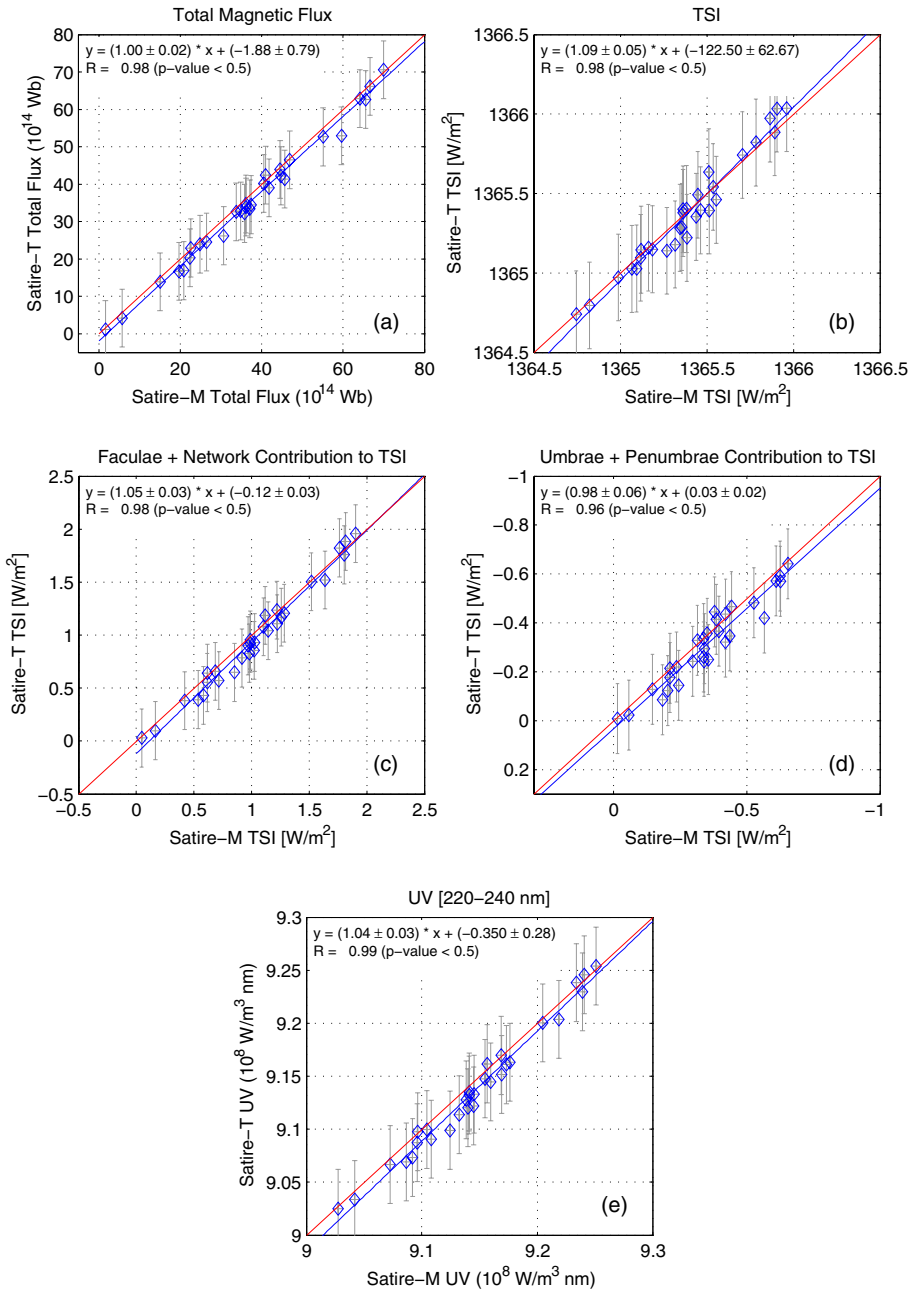 Total Magnetic Flux
y = (1.00 ± 0.02) * x + (−1.88 ± 0.79)
R = 0.98 (p−value < 0.5)
80
70
60
50
40
30
20
10
0
Satire−T Total Flux (10^14 Wb)
(a)
0 20 40 60 80
Satire−M Total Flux (10^14 Wb)
TSI
y = (1.09 ± 0.05) * x + (−122.50 ± 62.67)
R = 0.98 (p−value < 0.5)
1366.5
1366
1365.5
1365
1364.5
Satire−T TSI [W/m^2]
(b)
1364.5 1365 1365.5 1366 1366.5
Satire−M TSI [W/m^2]
Faculae + Network Contribution to TSI
y = (1.05 ± 0.03) * x + (−0.12 ± 0.03)
R = 0.98 (p−value < 0.5)
2.5
2
1.5
1
0.5
0
−0.5
Satire−T TSI [W/m^2]
(c)
−0.5 0 0.5 1 1.5 2 2.5
Satire−M TSI [W/m^2]
Umbrae + Penumbrae Contribution to TSI
y = (0.98 ± 0.06) * x + (0.03 ± 0.02)
R = 0.96 (p−value < 0.5)
−1
−0.8
−0.6
−0.4
−0.2
0
0.2
Satire−T TSI [W/m^2]
(d)
0 −0.5 −1
Satire−M TSI [W/m^2]
UV [220−240 nm]
y = (1.04 ± 0.03) * x + (−0.350 ± 0.28)
R = 0.99 (p−value < 0.5)
9.3
9.25
9.2
9.15
9.1
9.05
9
Satire−T UV (10^8 W/m^3 nm)
(e)
9 9.1 9.2 9.3
Satire−M UV (10^8 W/m^3 nm)